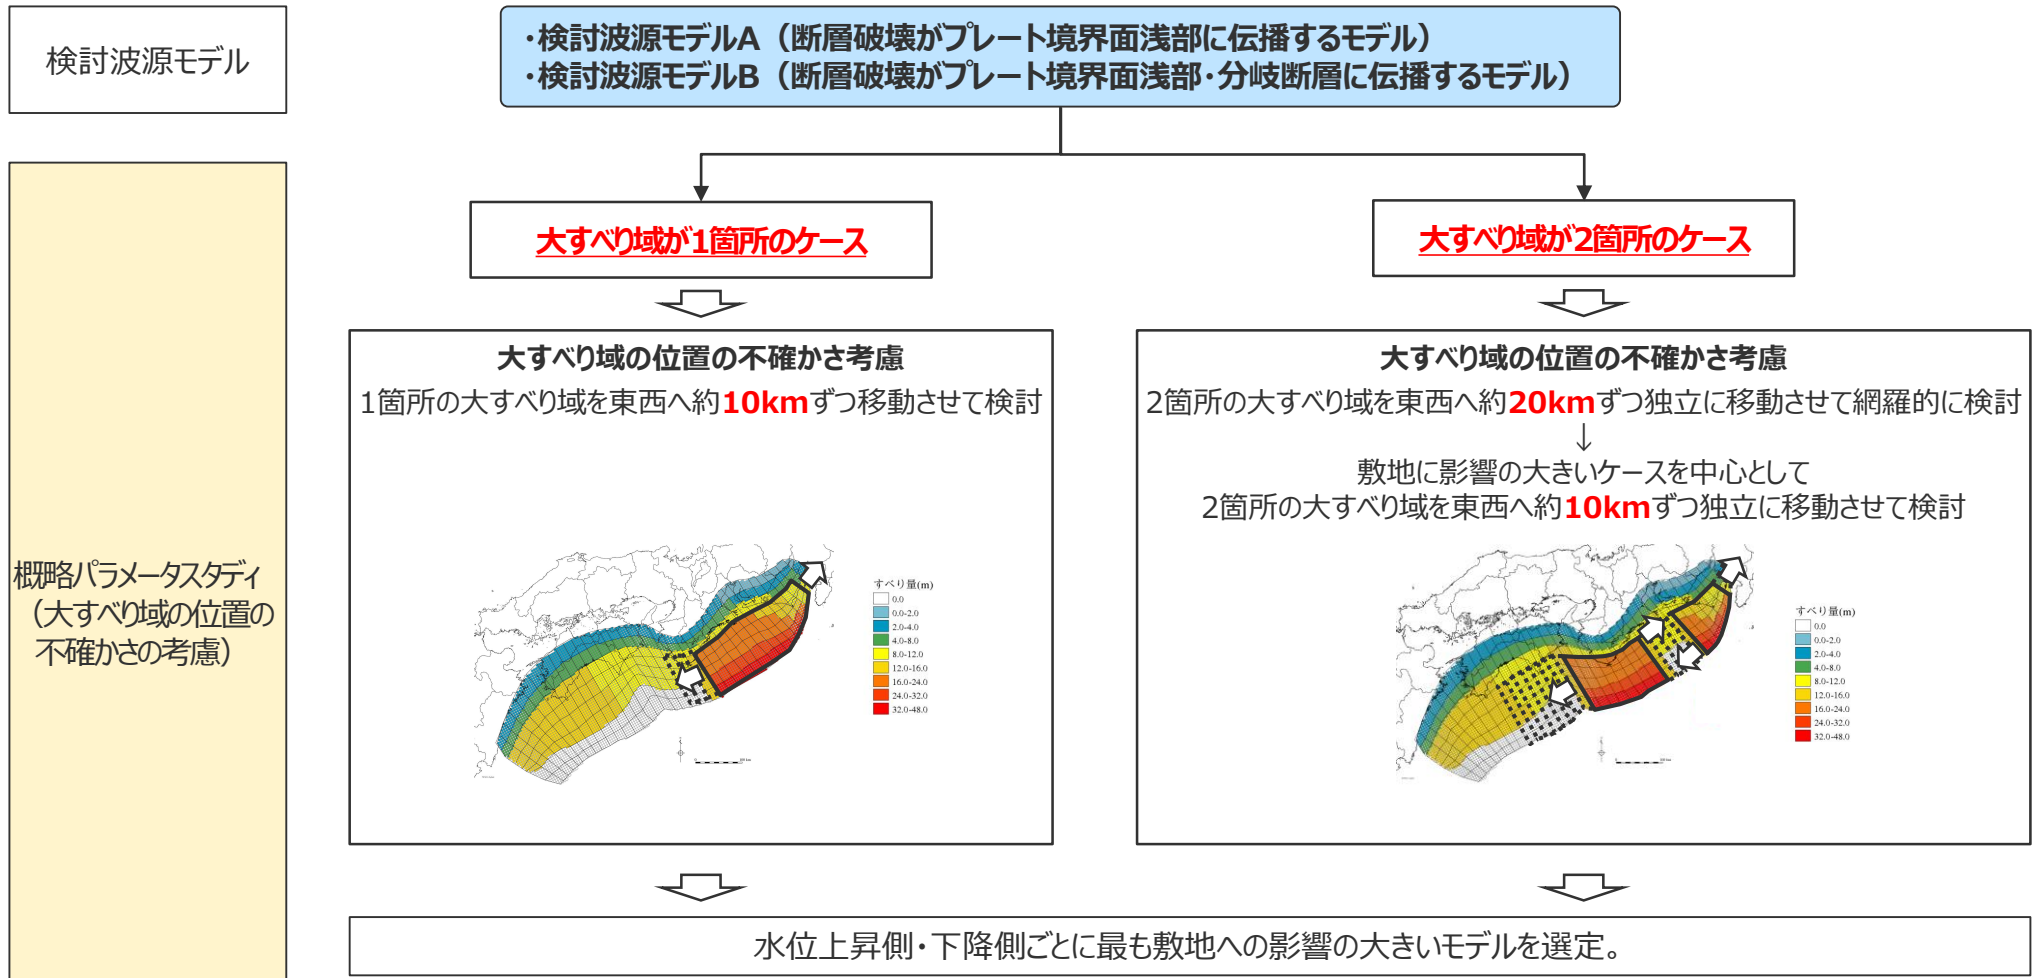 検討波源モデル
・検討波源モデルA（断層破壊がプレート境界面浅部に伝播するモデル）
・検討波源モデルB（断層破壊がプレート境界面浅部・分岐断層に伝播するモデル）
概略パラメータスタディ
（大すべり域の位置の
不確かさの考慮）
大すべり域が1箇所のケース
大すべり域の位置の不確かさ考慮
1箇所の大すべり域を東西へ約10kmずつ移動させて検討
すべり量(m)
0.0
0.0-2.0
2.0-4.0
4.0-8.0
8.0-12.0
12.0-16.0
16.0-24.0
24.0-32.0
32.0-48.0
大すべり域が2箇所のケース
大すべり域の位置の不確かさ考慮
2箇所の大すべり域を東西へ約20kmずつ独立に移動させて網羅的に検討
↓
敷地に影響の大きいケースを中心として
2箇所の大すべり域を東西へ約10kmずつ独立に移動させて検討
すべり量(m)
0.0
0.0-2.0
2.0-4.0
4.0-8.0
8.0-12.0
12.0-16.0
16.0-24.0
24.0-32.0
32.0-48.0
水位上昇側・下降側ごとに最も敷地への影響の大きいモデルを選定。